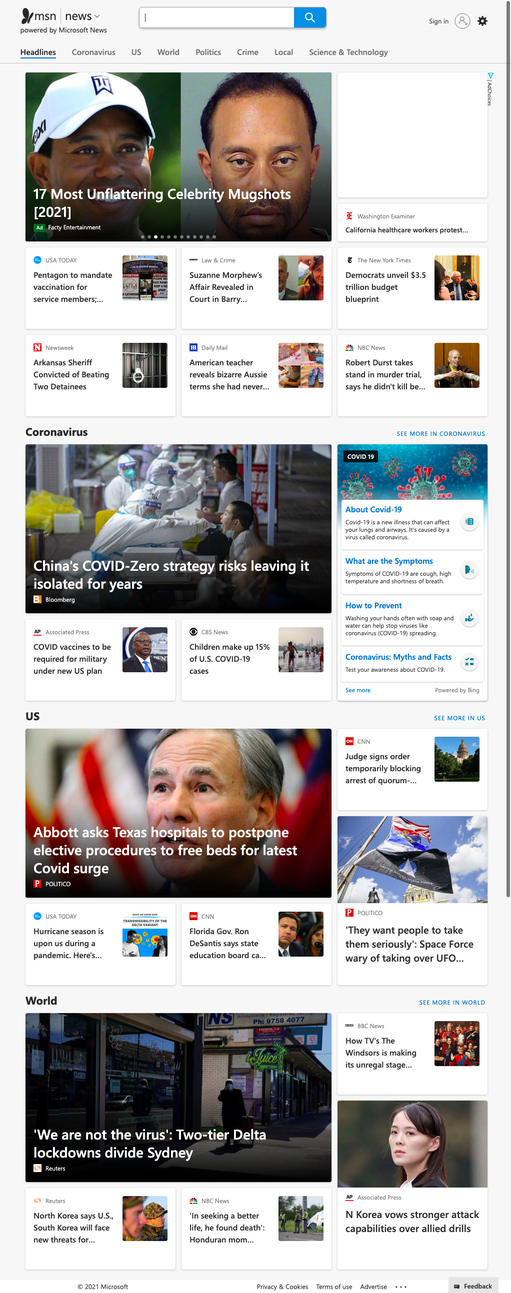 msn | news
powered by Microsoft News
Sign in
Headlines Coronavirus US World Politics Crime Local Science & Technology
17 Most Unflattering Celebrity Mugshots
[2021]
Ad Facty Entertainment
AdChoices
Washington Examiner
California healthcare workers protest...
USA TODAY
Pentagon to mandate
vaccination for
service members;...
Law & Crime
Suzanne Morphew's
Affair Revealed in
Court in Barry...
The New York Times
Democrats unveil $3.5
trillion budget
blueprint
Newsweek
Arkansas Sheriff
Convicted of Beating
Two Detainees
Daily Mail
American teacher
reveals bizarre Aussie
terms she had never...
NBC News
Robert Durst takes
stand in murder trial,
says he didn't kill be...
Coronavirus
SEE MORE IN CORONAVIRUS
China's COVID-Zero strategy risks leaving it
isolated for years
Bloomberg
COVID 19
About Covid-19
Covid-19 is a new illness that can affect
your lungs and airways. It's caused by a
virus called coronavirus.
What are the Symptoms
Symptoms of COVID-19 are cough, high
temperature and shortness of breath.
How to Prevent
Washing your hands often with soap and
water can help stop viruses like
coronavirus (COVID-19) spreading.
Coronavirus: Myths and Facts
Test your awareness about COVID-19.
See more Powered by Bing
AP Associated Press
COVID vaccines to be
required for military
under new US plan
CBS News
Children make up 15%
of U.S. COVID-19
cases
US
SEE MORE IN US
Abbott asks Texas hospitals to postpone
elective procedures to free beds for latest
Covid surge
POLITICO
CNN
Judge signs order
temporarily blocking
arrest of quorum-...
USA TODAY
Hurricane season is
upon us during a
pandemic. Here's...
CNN
Florida Gov. Ron
DeSantis says state
education board ca...
POLITICO
'They want people to take
them seriously': Space Force
wary of taking over UFO...
World
SEE MORE IN WORLD
NS
Ph 9758 4077
Juice
'We are not the virus': Two-tier Delta
lockdowns divide Sydney
Reuters
BBC News
How TV's The
Windsors is making
its unregal stage...
Reuters
North Korea says U.S.,
South Korea will face
new threats for...
NBC News
'In seeking a better
life, he found death':
Honduran mom...
AP Associated Press
N Korea vows stronger attack
capabilities over allied drills
© 2021 Microsoft Privacy & Cookies Terms of use Advertise ... Feedback